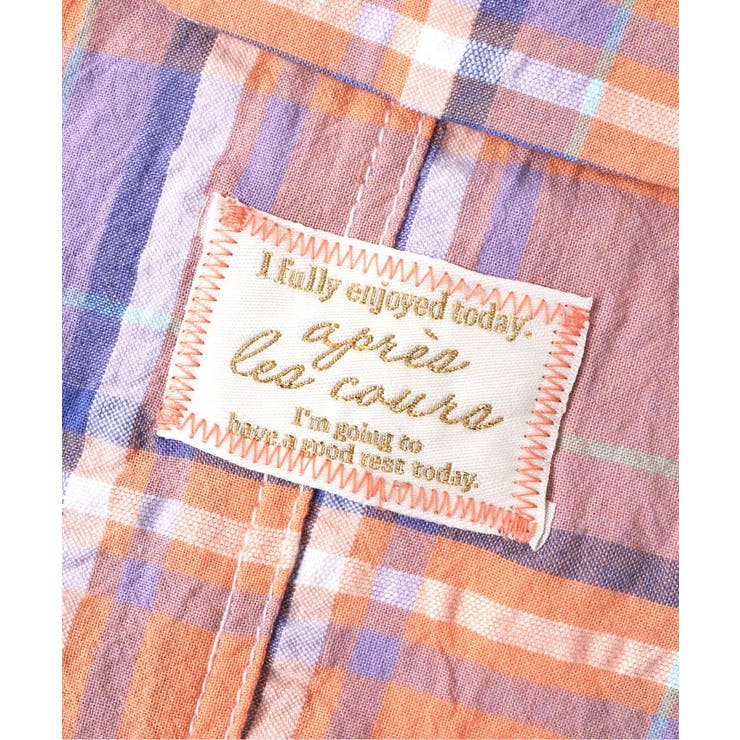 I fully enjoyed today.
après
les cours
I'm going to
have a good rest today.